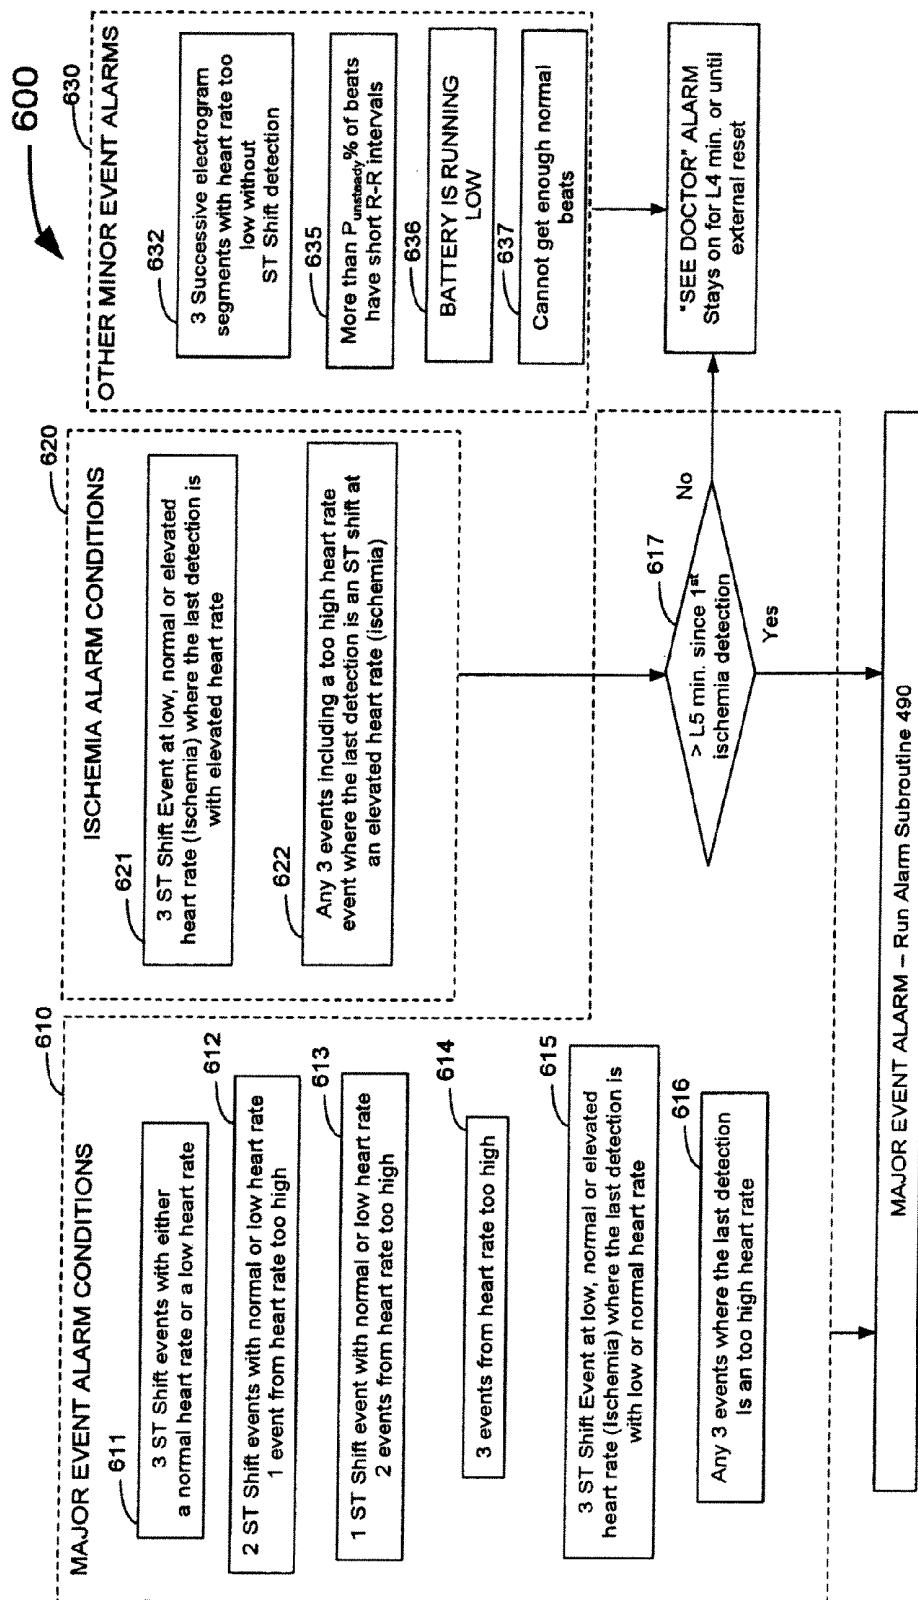 600
MAJOR EVENT ALARM CONDITIONS
610
611
3 ST Shift events with either
a normal heart rate or a low heart rate
612
2 ST Shift events with normal or low heart rate
1 event from heart rate too high
613
1 ST Shift event with normal or low heart rate
2 events from heart rate too high
614
3 events from heart rate too high
615
3 ST Shift Event at low, normal or elevated
heart rate (Ischemia) where the last detection is
with low or normal heart rate
616
Any 3 events where the last detection
Is an too high heart rate
ISCHEMIA ALARM CONDITIONS
620
621
3 ST Shift Event at low, normal or elevated
heart rate (Ischemia) where the last detection is
with elevated heart rate
622
Any 3 events including a too high heart rate
event where the last detection is an ST shift at
an elevated heart rate (ischemia)
617
> L5 min. since 1st
ischemia detection
No
Yes
OTHER MINOR EVENT ALARMS
630
632
3 Successive electrogram
segments with heart rate too
low without
ST Shift detection
635
More than Punsteady% of beats
have short R-R intervals
636
BATTERY IS RUNNING
LOW
637
Cannot get enough normal
beats
"SEE DOCTOR" ALARM
Stays on for L4 min. or until
external reset
MAJOR EVENT ALARM – Run Alarm Subroutine 490